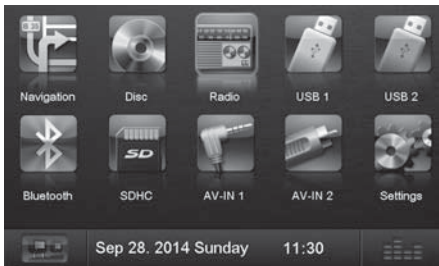 Navigation Disc Radio USB 1 USB 2
SD
Bluetooth SDHC AV-IN 1 AV-IN 2 Settings
Sep 28. 2014 Sunday 11:30